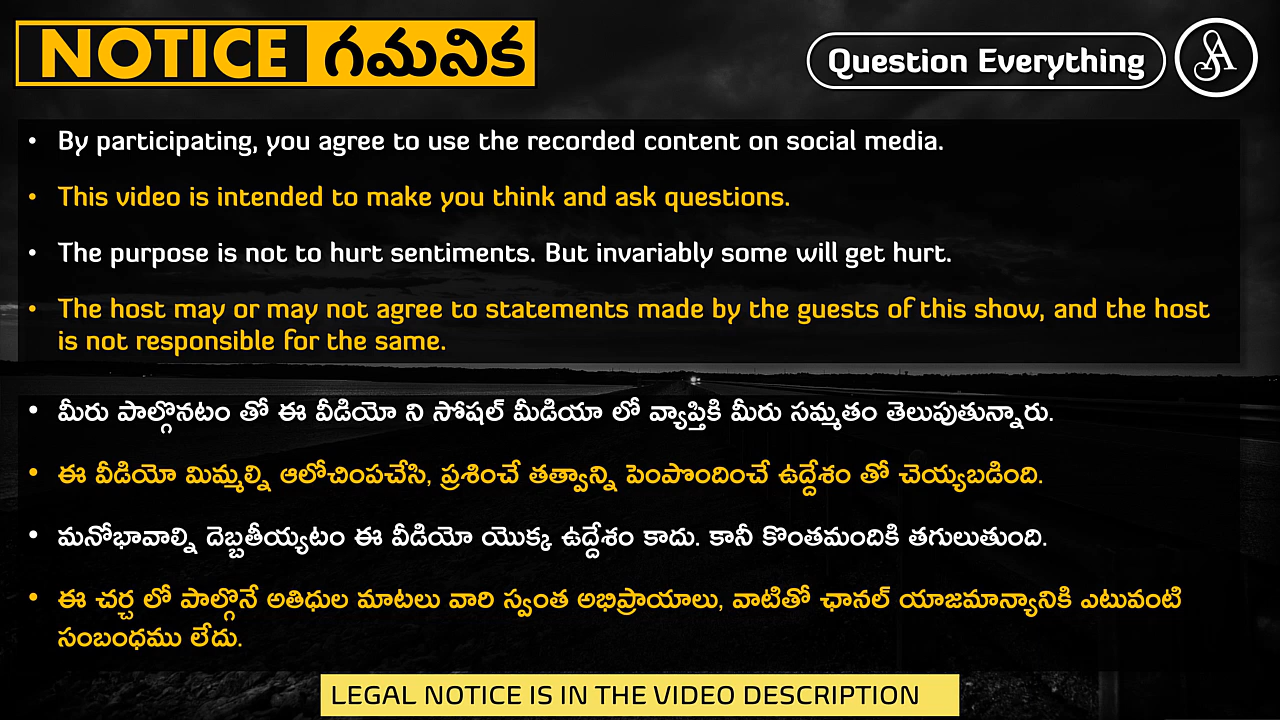 NOTICE గమనిక
Question Everything
• By participating, you agree to use the recorded content on social media.
• This video is intended to make you think and ask questions.
• The purpose is not to hurt sentiments. But invariably some will get hurt.
• The host may or may not agree to statements made by the guests of this show, and the host
is not responsible for the same.
• మీరు పాల్గొనటం తో ఈ వీడియో ని సోషల్ మీడియా లో వ్యాప్తికి మీరు సమ్మతం తెలుపుతున్నారు.
• ఈ వీడియో మిమ్మల్ని ఆలోచింపచేసి, ప్రశించే తత్వాన్ని పెంపొందించే ఉద్దేశం తో చెయ్యబడింది.
• మనోభావాల్ని దెబ్బతీయ్యటం ఈ వీడియో యొక్క ఉద్దేశం కాదు. కానీ కొంతమందికి తగులుతుంది.
• ఈ చర్చ లో పాల్గొనే అతిధుల మాటలు వారి స్వంత అభిప్రాయాలు, వాటితో ఛానల్ యాజమాన్యానికి ఎటువంటి
సంబంధము లేదు.
LEGAL NOTICE IS IN THE VIDEO DESCRIPTION